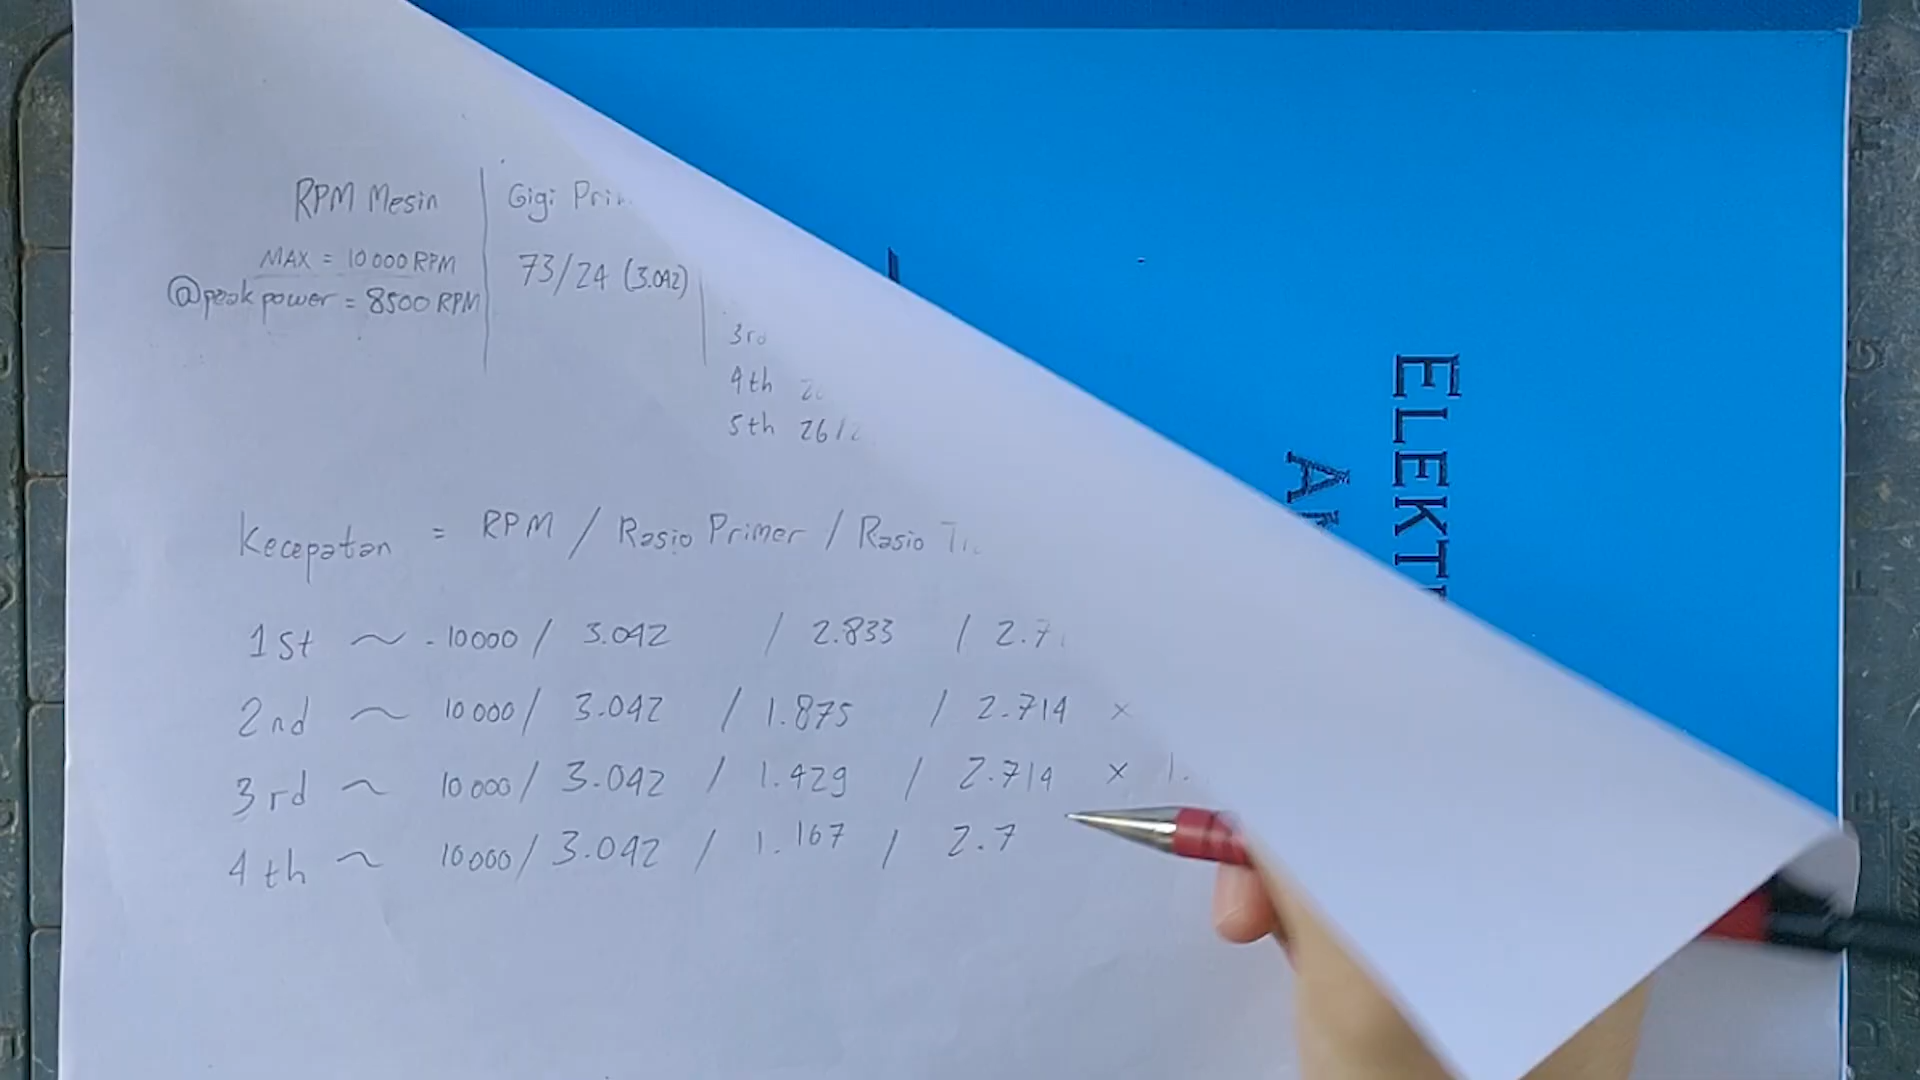 RPM Mesin
Gigi
MAX = 10 000 RPM
73/24 (3.042)
@peak power = 8500 RPM
3rd
4th
5th 26/
Kecepatan = RPM / Rasio Primer / Rasio
1st ~ 10000 / 3.042 / 2.833 / 2.7
2nd ~ 10 000 / 3.042 / 1.875 / 2.714 ×
3rd ~ 10 000 / 3.042 / 1.429 / 2.714 × 1.
4th ~ 10 000 / 3.042 / 1.167 / 2.7